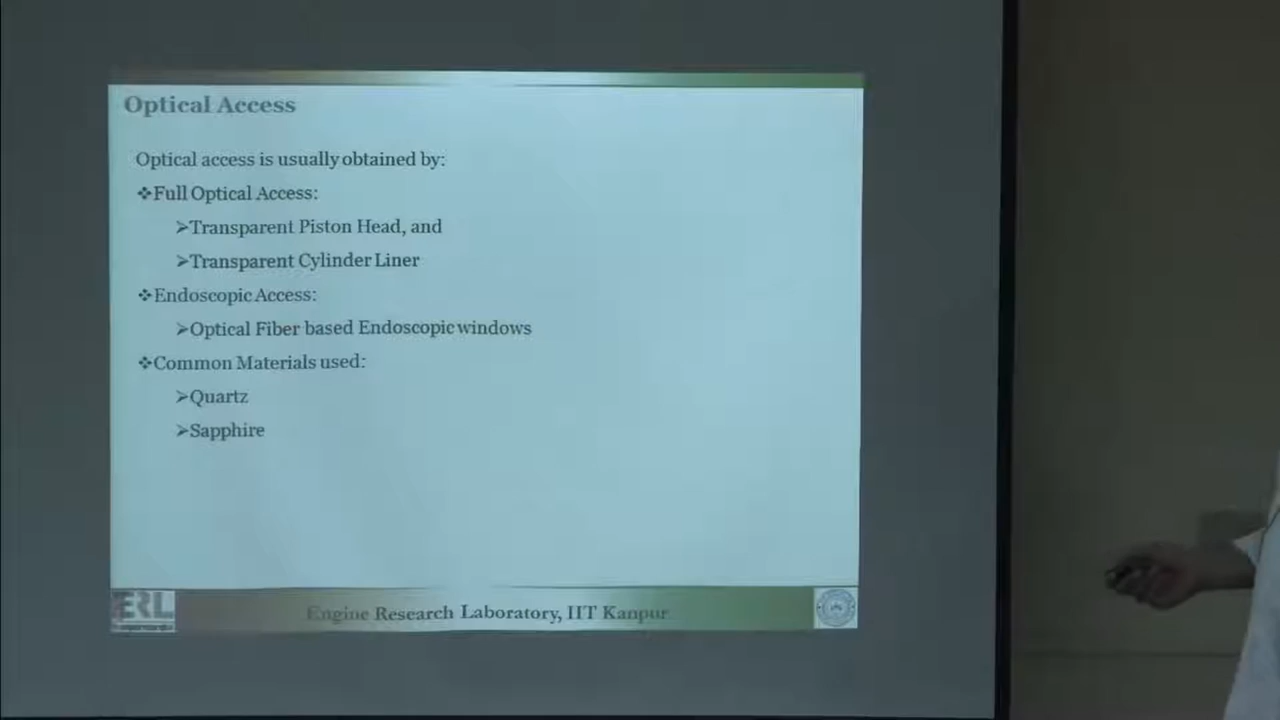 Optical Access
Optical access is usually obtained by:
❖Full Optical Access:
➢Transparent Piston Head, and
➢Transparent Cylinder Liner
❖Endoscopic Access:
➢Optical Fiber based Endoscopic windows
❖Common Materials used:
➢Quartz
➢Sapphire
ERL
Engine Research Laboratory, IIT Kanpur